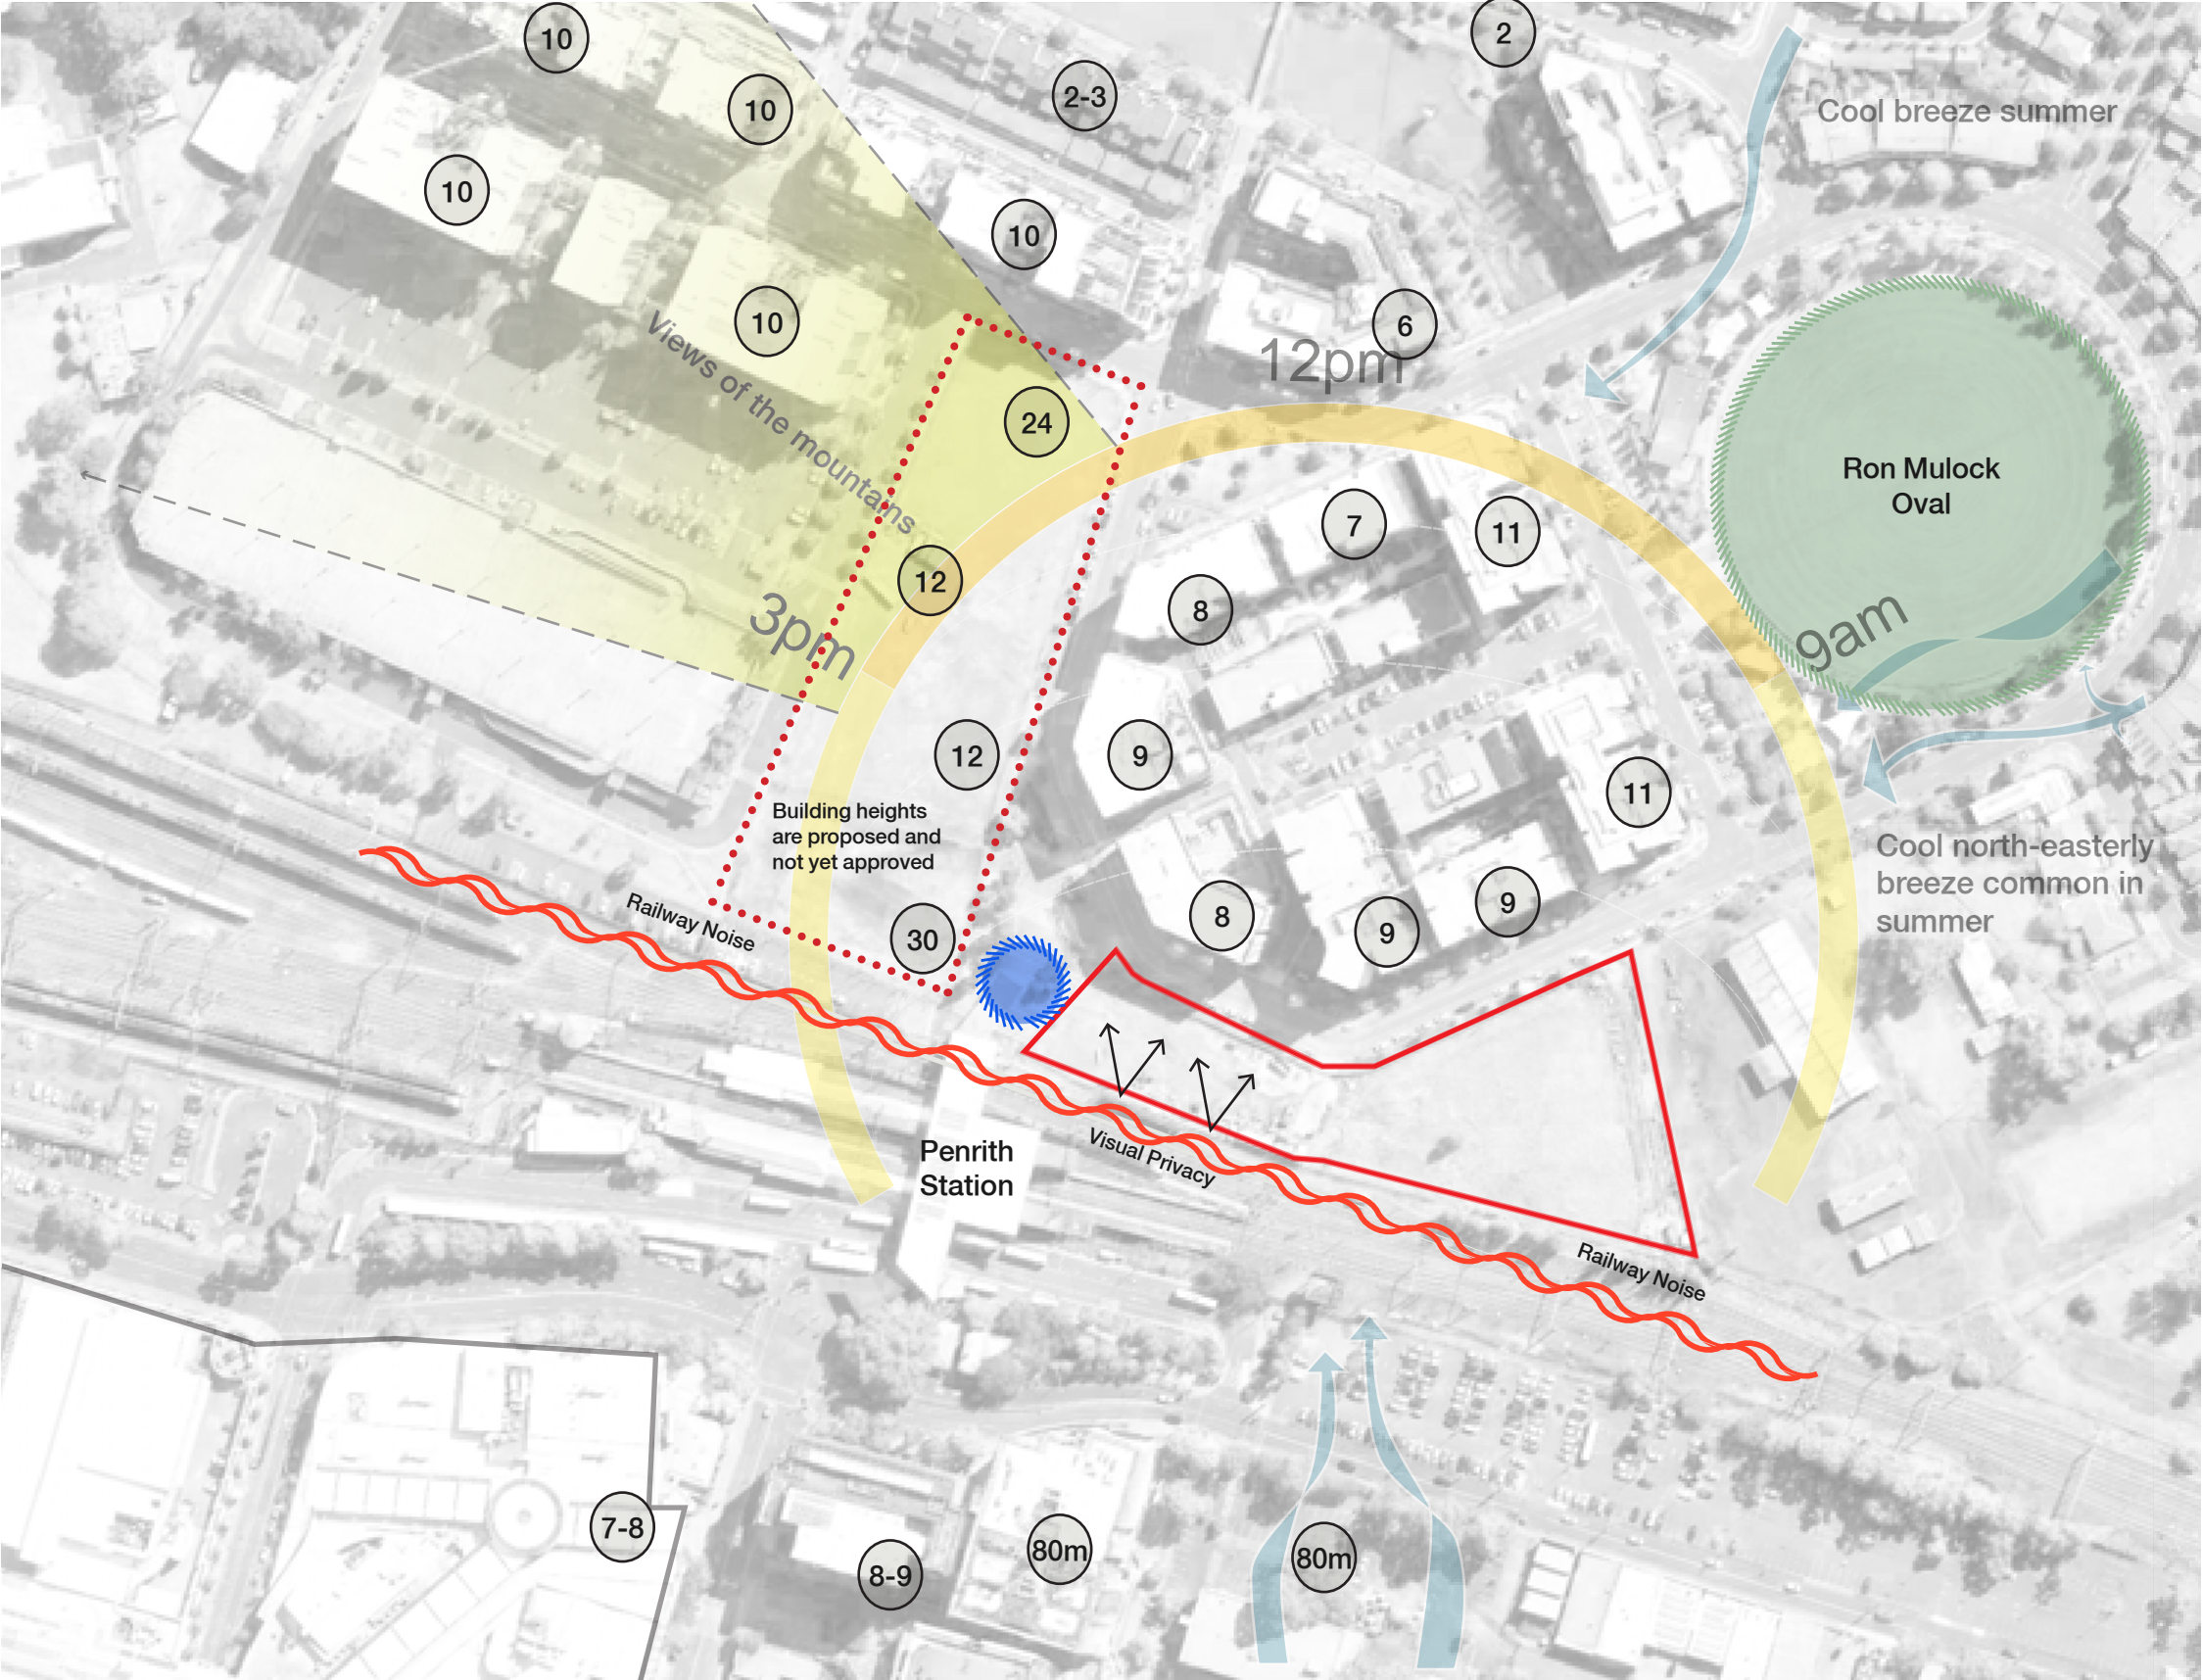 10
2
2-3
10
Cool breeze summer
10
10
10
6
12pm
Views of the mountains
24
Ron Mulock
Oval
7
11
12
8
3pm
9am
12
9
11
Building heights
are proposed and
not yet approved
Cool north-easterly
breeze common in
summer
Railway Noise
30
8
9
9
Penrith
Station
Visual Privacy
Railway Noise
7-8
8-9
80m
80m